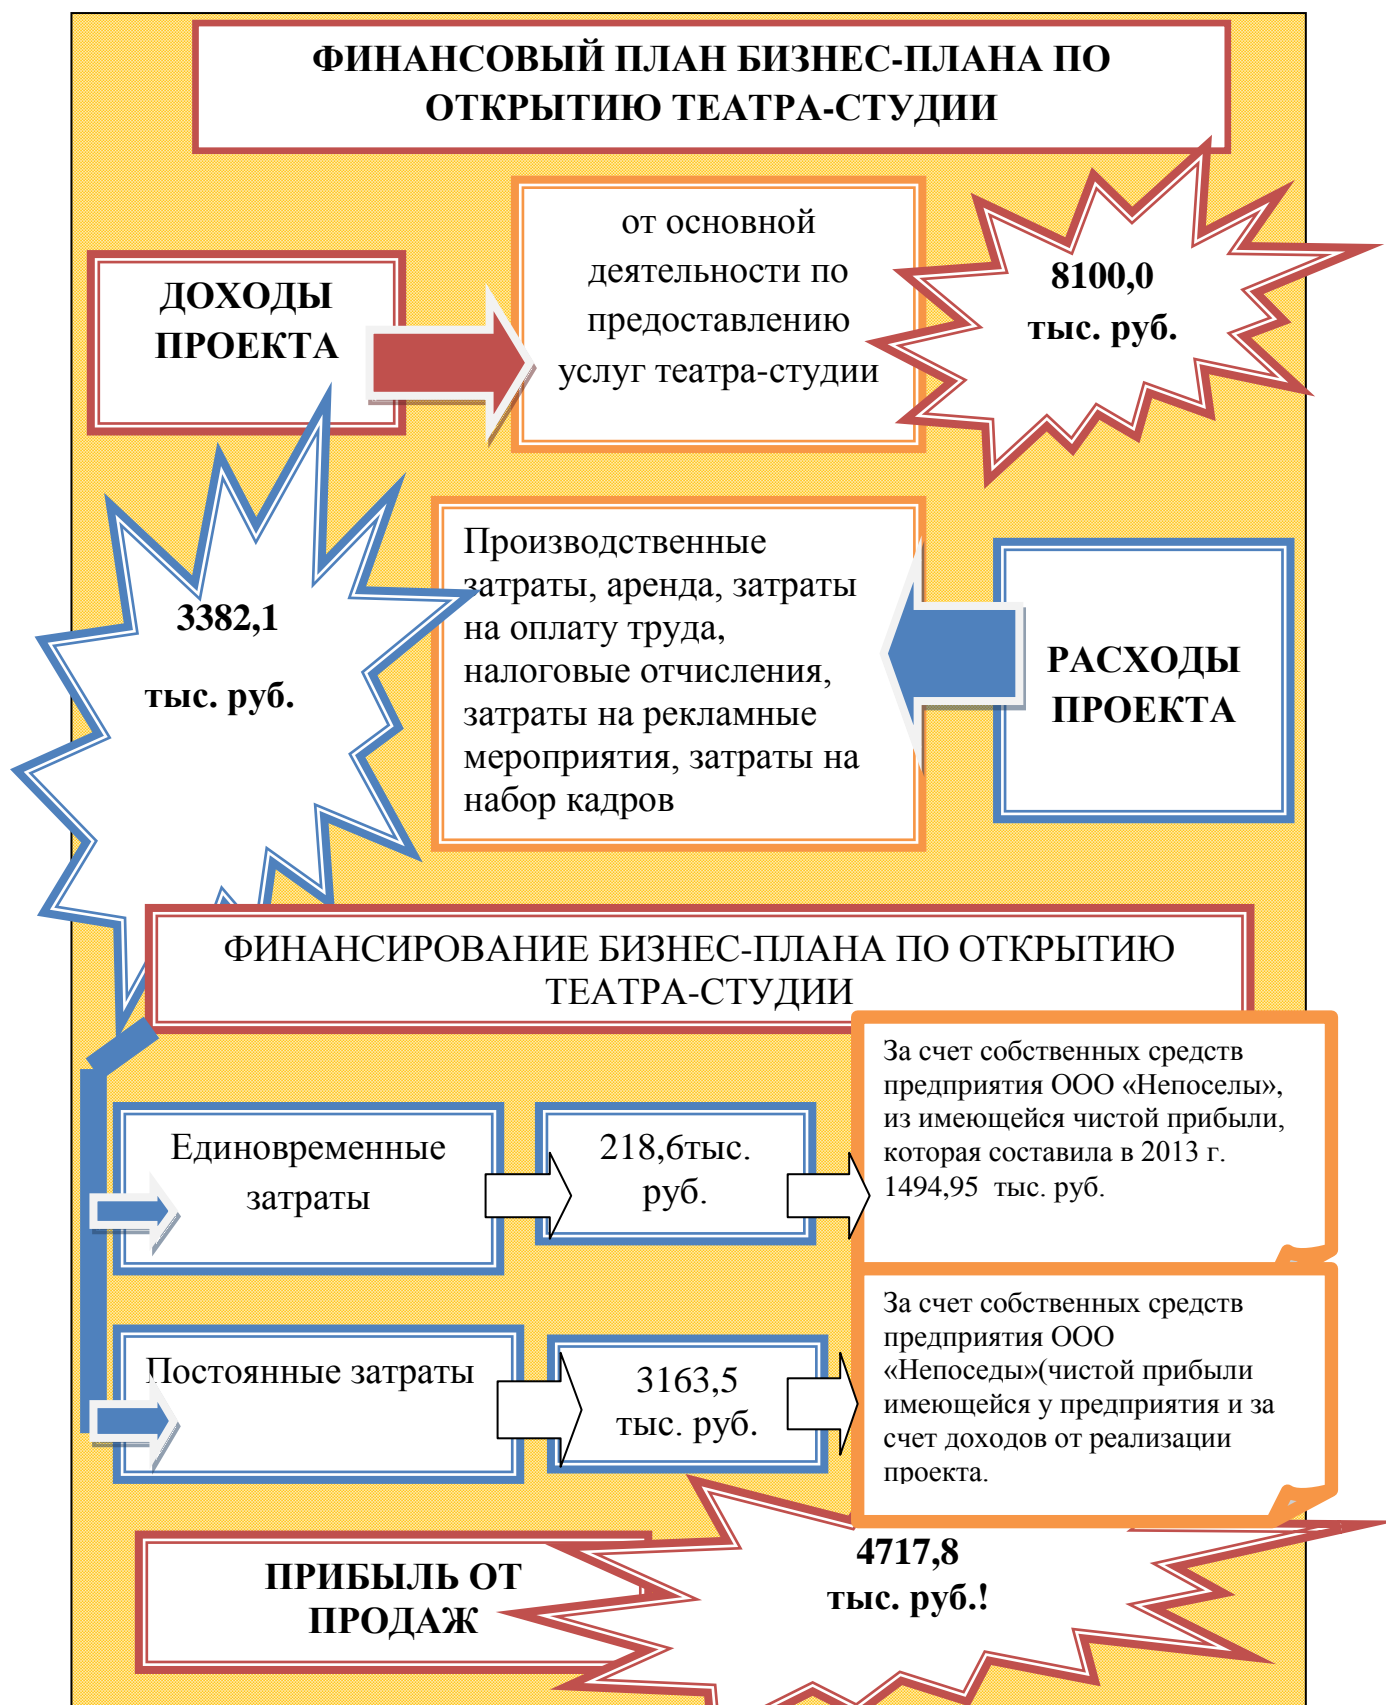 ФИНАНСОВЫЙ ПЛАН БИЗНЕС-ПЛАНА ПО
ОТКРЫТИЮ ТЕАТРА-СТУДИИ
ДОХОДЫ
ПРОЕКТА
от основной
деятельности по
предоставлению
услуг театра-студии
8100,0
тыс. руб.
3382,1
тыс. руб.
Производственные
затраты, аренда, затраты
на оплату труда,
налоговые отчисления,
затраты на рекламные
мероприятия, затраты на
набор кадров
РАСХОДЫ
ПРОЕКТА
ФИНАНСИРОВАНИЕ БИЗНЕС-ПЛАНА ПО ОТКРЫТИЮ
ТЕАТРА-СТУДИИ
Единовременные
затраты
218,6тыс.
руб.
За счет собственных средств
предприятия ООО «Непоселы»,
из имеющейся чистой прибыли,
которая составила в 2013 г.
1494,95 тыс. руб.
Постоянные затраты
3163,5
тыс. руб.
За счет собственных средств
предприятия ООО
«Непоседы»(чистой прибыли
имеющейся у предприятия и за
счет доходов от реализации
проекта.
ПРИБЫЛЬ ОТ
ПРОДАЖ
4717,8
тыс. руб.!